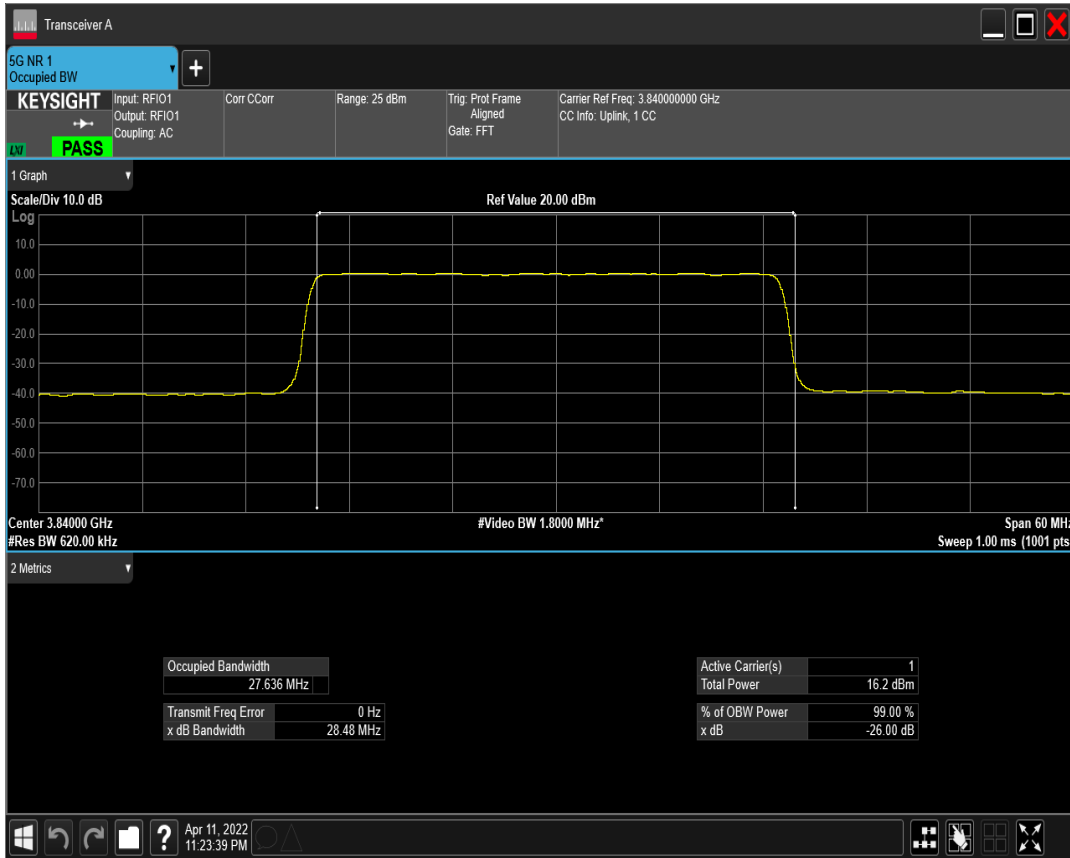 Transceiver A
5G NR 1
Occupied BW
KEYSIGHT
Input: RFIO1
Output: RFIO1
Coupling: AC
Corr CCorr
Range: 25 dBm
Trig: Prot Frame
Aligned
Gate: FFT
Carrier Ref Freq: 3.840000000 GHz
CC Info: Uplink, 1 CC
LXI
PASS
1 Graph
Scale/Div 10.0 dB
Ref Value 20.00 dBm
Log
10.0
0.00
-10.0
-20.0
-30.0
-40.0
-50.0
-60.0
-70.0
Center 3.84000 GHz
#Video BW 1.8000 MHz*
Span 60 MHz
#Res BW 620.00 kHz
Sweep 1.00 ms (1001 pts
2 Metrics
Occupied Bandwidth
27.636 MHz
Transmit Freq Error 0 Hz
x dB Bandwidth 28.48 MHz
Active Carrier(s) 1
Total Power 16.2 dBm
% of OBW Power 99.00 %
x dB -26.00 dB
?
Apr 11, 2022
11:23:39 PM